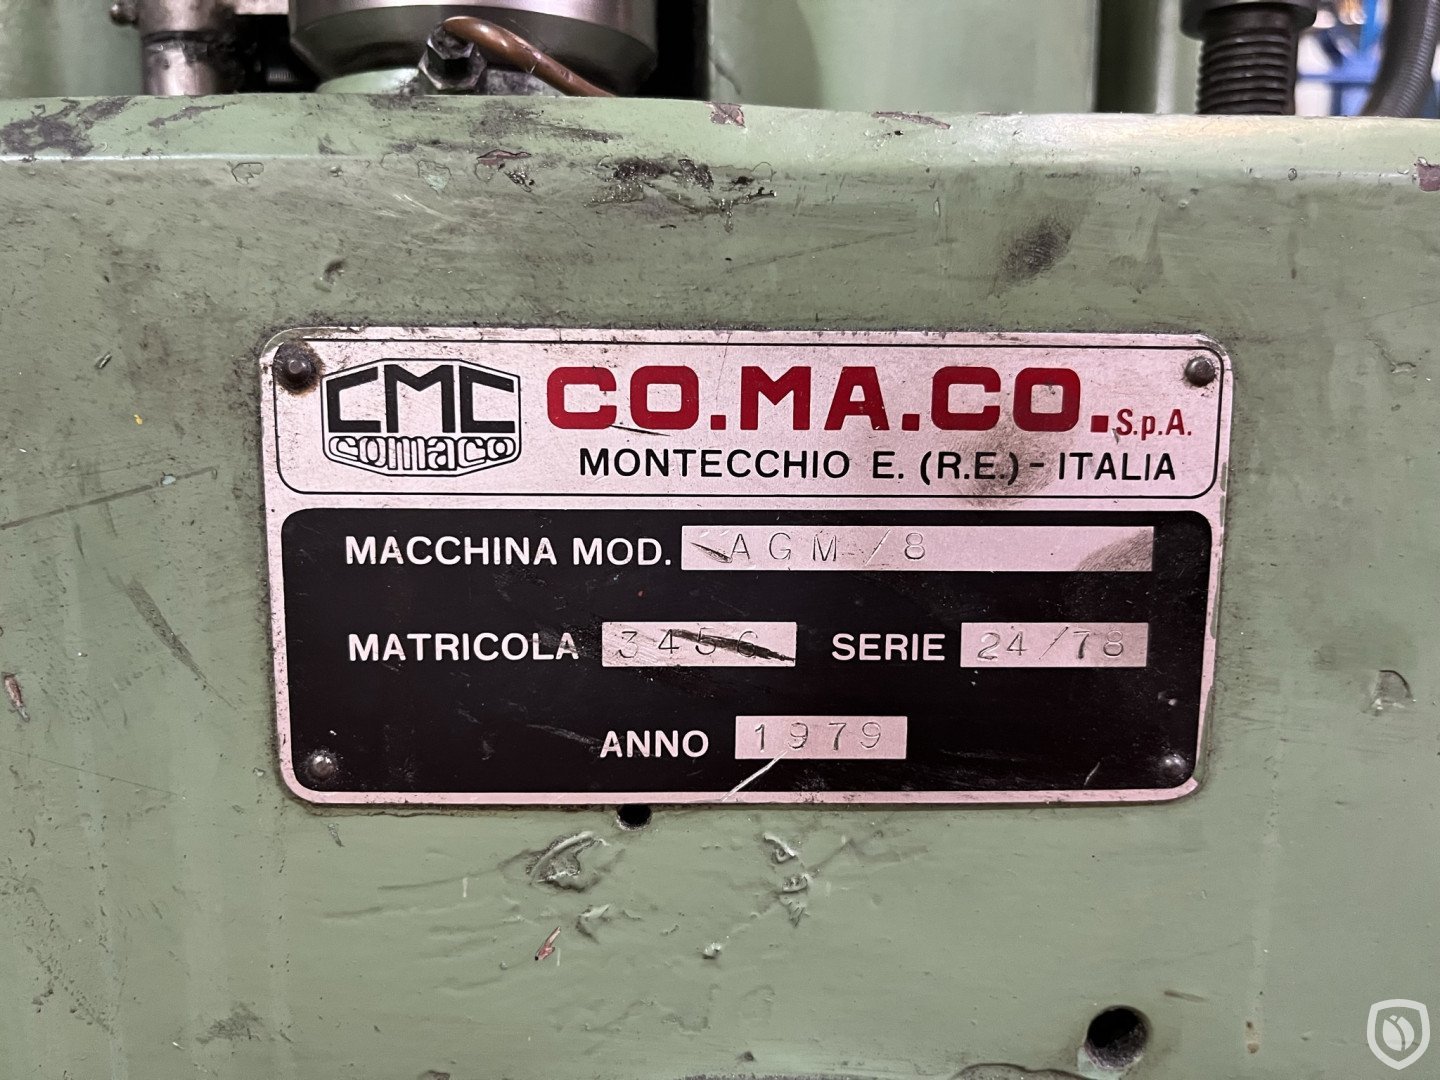 CMC
comaco
CO.MA.CO. S.p.A.
MONTECCHIO E. (R.E.) - ITALIA
MACCHINA MOD. AGM/8
MATRICOLA 3456 SERIE 24/78
ANNO 1979